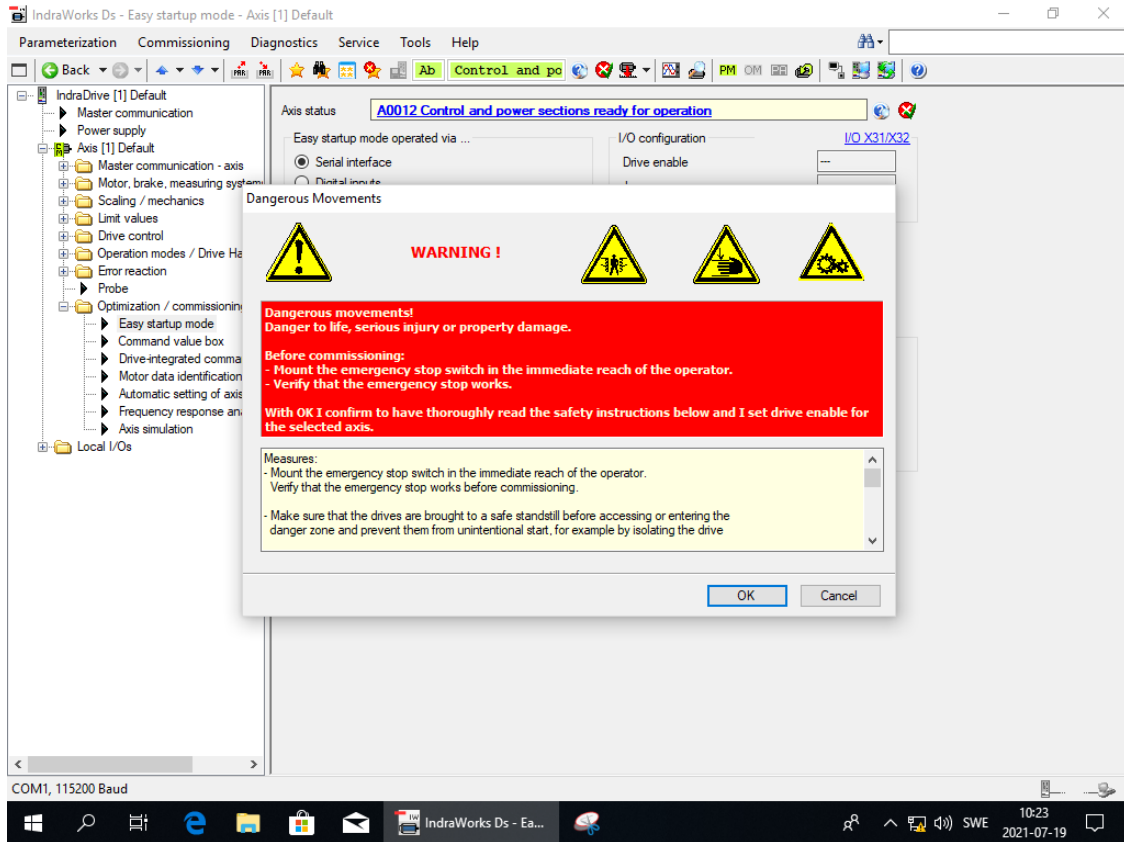 IndraWorks Ds - Easy startup mode - Axis [1] Default
Parameterization Commissioning Diagnostics Service Tools Help
Back PAR PAR Ab Control and po PM OM
IndraDrive [1] Default
Master communication
Power supply
Axis [1] Default
Master communication - axis
Motor, brake, measuring system
Scaling / mechanics
Limit values
Drive control
Operation modes / Drive Ha
Error reaction
Probe
Optimization / commissioning
Easy startup mode
Command value box
Drive-integrated comma
Motor data identification
Automatic setting of axis
Frequency response ana
Axis simulation
Local I/Os
Axis status A0012 Control and power sections ready for operation
Easy startup mode operated via ...
Serial interface
Digital inputs
I/O configuration I/O X31/X32
Drive enable ---
Dangerous Movements
WARNING !
Dangerous movements!
Danger to life, serious injury or property damage.
Before commissioning:
- Mount the emergency stop switch in the immediate reach of the operator.
- Verify that the emergency stop works.
With OK I confirm to have thoroughly read the safety instructions below and I set drive enable for
the selected axis.
Measures:
- Mount the emergency stop switch in the immediate reach of the operator.
Verify that the emergency stop works before commissioning.
- Make sure that the drives are brought to a safe standstill before accessing or entering the
danger zone and prevent them from unintentional start, for example by isolating the drive
OK Cancel
COM1, 115200 Baud
IndraWorks Ds - Ea...
SWE
10:23
2021-07-19